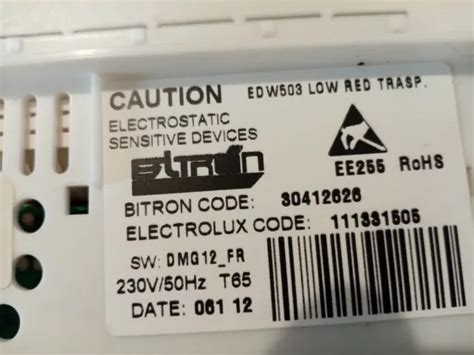 CAUTION EDW503 LOW RED TRASP.
ELECTROSTATIC
SENSITIVE DEVICES
BITRON
EE255 RoHS
BITRON CODE: 30412626
ELECTROLUX CODE: 111331505
SW: DMG12_FR
230V/50Hz T65
DATE: 061 12